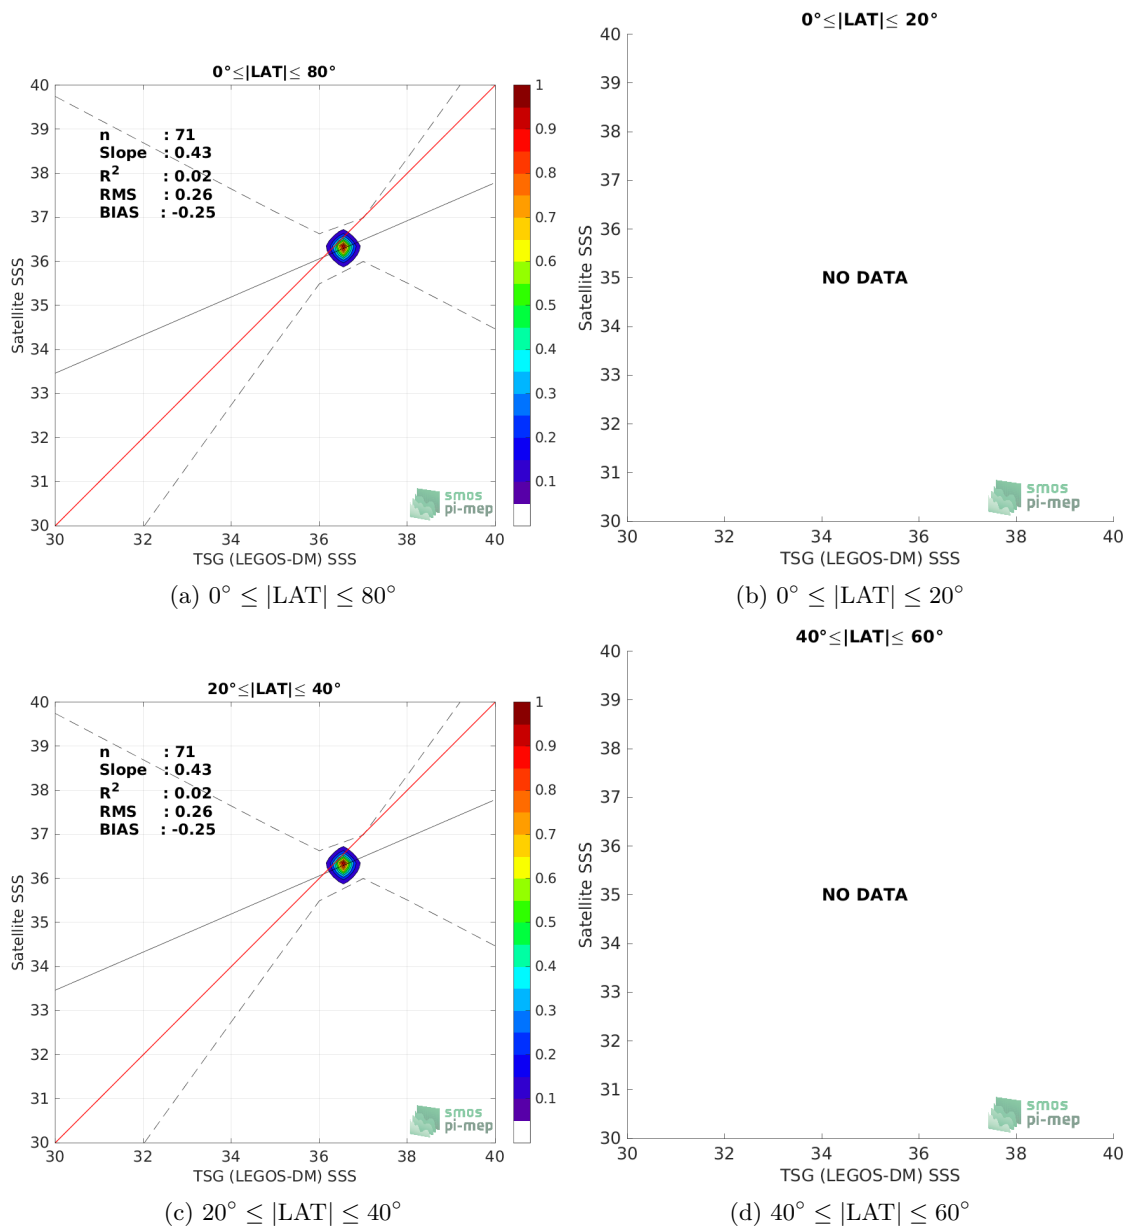 0°≤|LAT|≤ 80°
40
39
38
37
36
35
34
33
32
31
30
Satellite SSS
n : 71
Slope : 0.43
R² : 0.02
RMS : 0.26
BIAS : -0.25
1
0.9
0.8
0.7
0.6
0.5
0.4
0.3
0.2
0.1
smos
pi-mep
30 32 34 36 38 40
TSG (LEGOS-DM) SSS
(a) 0° ≤ |LAT| ≤ 80°
0°≤|LAT|≤ 20°
40
39
38
37
36
35
34
33
32
31
30
Satellite SSS
NO DATA
smos
pi-mep
30 32 34 36 38 40
TSG (LEGOS-DM) SSS
(b) 0° ≤ |LAT| ≤ 20°
20°≤|LAT|≤ 40°
40
39
38
37
36
35
34
33
32
31
30
Satellite SSS
n : 71
Slope : 0.43
R² : 0.02
RMS : 0.26
BIAS : -0.25
1
0.9
0.8
0.7
0.6
0.5
0.4
0.3
0.2
0.1
smos
pi-mep
30 32 34 36 38 40
TSG (LEGOS-DM) SSS
(c) 20° ≤ |LAT| ≤ 40°
40°≤|LAT|≤ 60°
40
39
38
37
36
35
34
33
32
31
30
Satellite SSS
NO DATA
smos
pi-mep
30 32 34 36 38 40
TSG (LEGOS-DM) SSS
(d) 40° ≤ |LAT| ≤ 60°